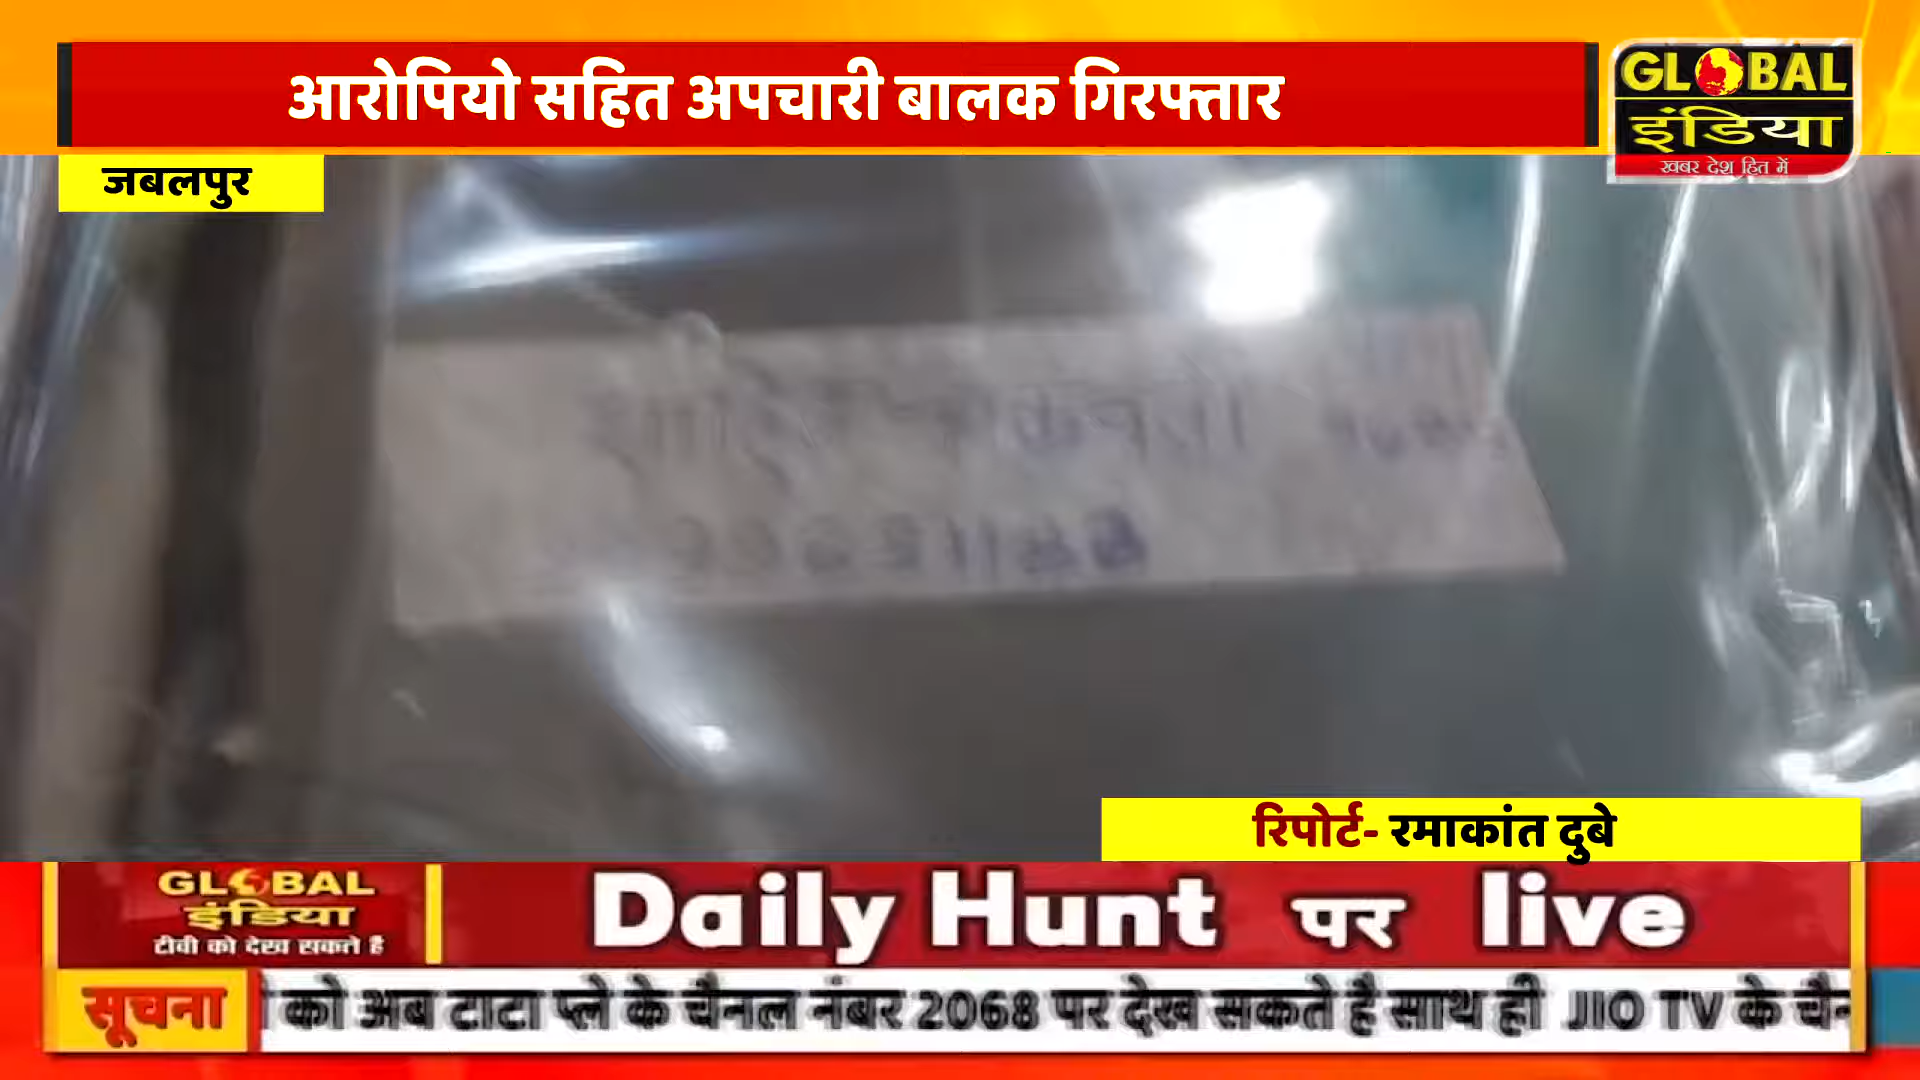 आरोपियो सहित अपचारी बालक गिरफ्तार
GLOBAL
इंडिया
खबर देश हित में
जबलपुर
रिपोर्ट- रमाकांत दुबे
GLOBAL
इंडिया
टीवी को देख सकते हैं
Daily Hunt पर live
सूचना
को अब टाटा प्ले के चैनल नंबर 2068 पर देख सकते है साथ ही JIO TV के